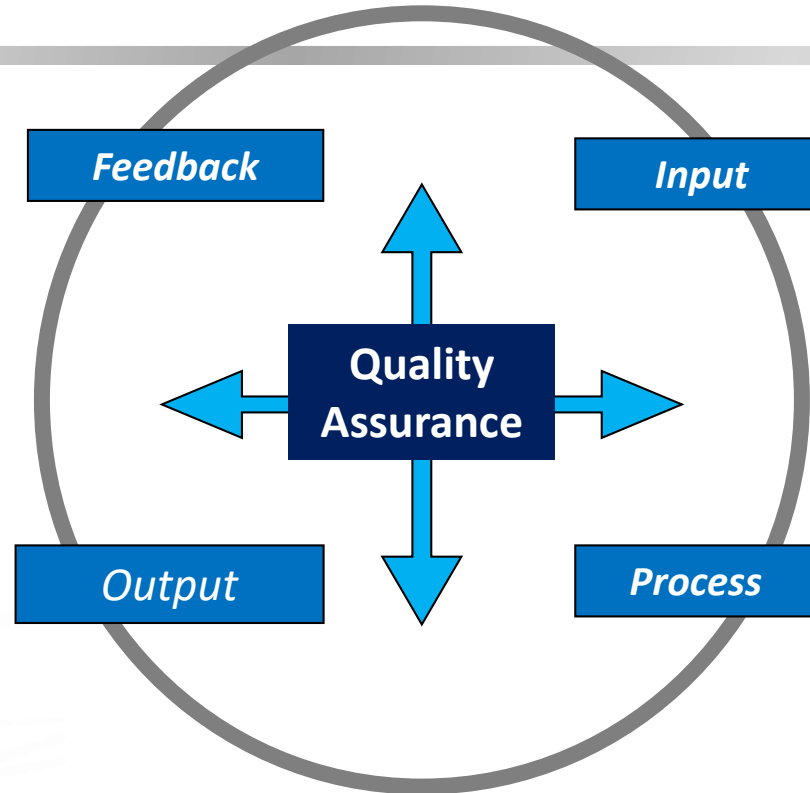 Feedback
Input
Quality
Assurance
Output
Process